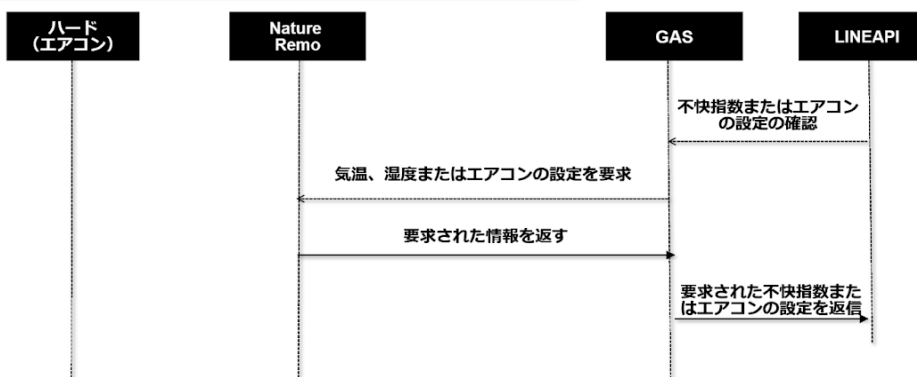 ハード
（エアコン）
Nature
Remo
GAS
LINEAPI
不快指数またはエアコン
の設定の確認
気温、湿度またはエアコンの設定を要求
要求された情報を返す
要求された不快指数また
はエアコンの設定を返信